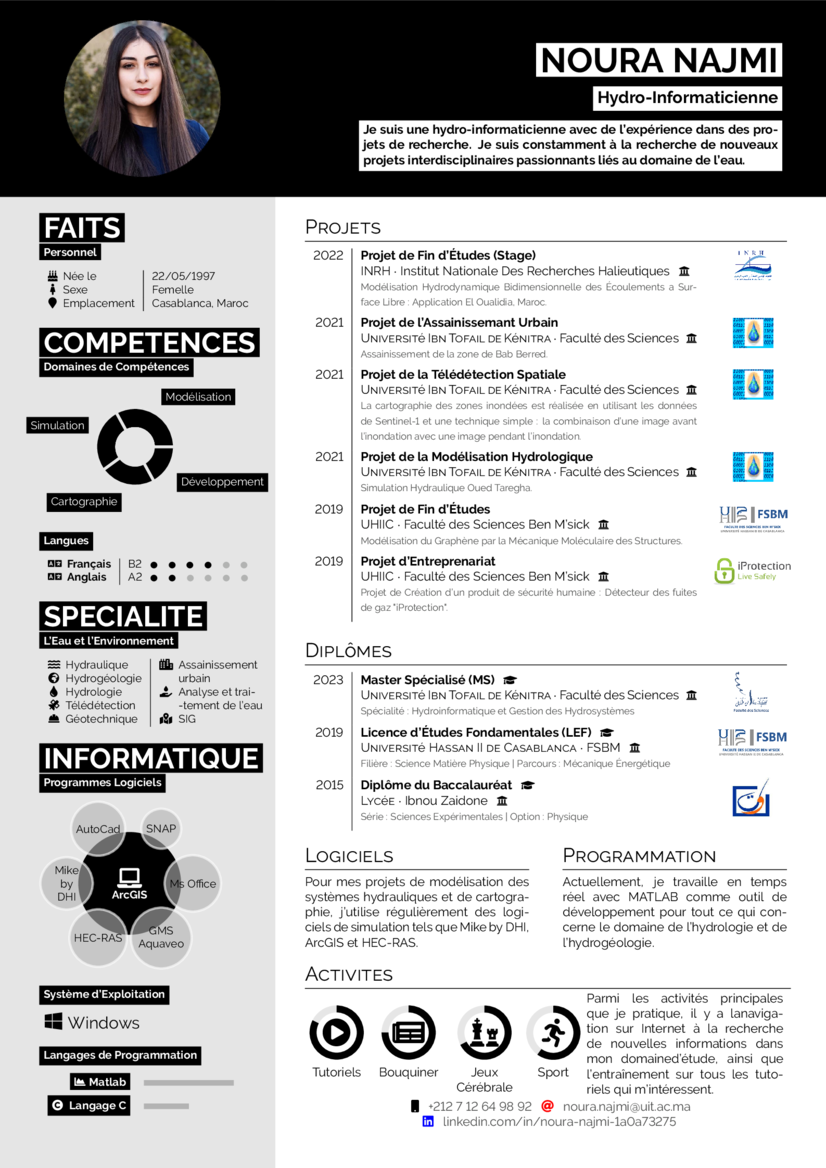 NOURA NAJMI
Hydro-Informaticienne
Je suis une hydro-informaticienne avec de l'expérience dans des pro-
jets de recherche. Je suis constamment à la recherche de nouveaux
projets interdisciplinaires passionnants liés au domaine de l'eau.
FAITS
Personnel
Née le 22/05/1997
Sexe Femelle
Emplacement Casablanca, Maroc
COMPETENCES
Domaines de Compétences
Modélisation
Simulation
Développement
Cartographie
Langues
Français B2
Anglais A2
SPECIALITE
L'Eau et l'Environnement
Hydraulique
Hydrogéologie
Hydrologie
Télédétection
Géotechnique
Assainissement
urbain
Analyse et trai-
-tement de l'eau
SIG
INFORMATIQUE
Programmes Logiciels
AutoCad
SNAP
Mike
by
DHI
ArcGIS
Ms Office
HEC-RAS
GMS
Aquaveo
Système d'Exploitation
Windows
Langages de Programmation
Matlab
Langage C
PROJETS
2022 Projet de Fin d'Études (Stage)
INRH · Institut Nationale Des Recherches Halieutiques
Modélisation Hydrodynamique Bidimensionnelle des Écoulements a Sur-
face Libre : Application El Oualidia, Maroc.
I N R H
2021 Projet de l'Assainissemant Urbain
UNIVERSITÉ IBN TOFAIL DE KÉNITRA · Faculté des Sciences
Assainissement de la zone de Bab Berred.
2021 Projet de la Télédétection Spatiale
UNIVERSITÉ IBN TOFAIL DE KÉNITRA · Faculté des Sciences
La cartographie des zones inondées est réalisée en utilisant les données
de Sentinel-1 et une technique simple : la combinaison d'une image avant
l'inondation avec une image pendant l'inondation.
2021 Projet de la Modélisation Hydrologique
UNIVERSITÉ IBN TOFAIL DE KÉNITRA · Faculté des Sciences
Simulation Hydraulique Oued Taregha.
2019 Projet de Fin d'Études
UHIIC · Faculté des Sciences Ben M'sick
Modélisation du Graphène par la Mécanique Moléculaire des Structures.
FSBM
2019 Projet d'Entreprenariat
UHIIC · Faculté des Sciences Ben M'sick
Projet de Création d'un produit de sécurité humaine : Détecteur des fuites
de gaz "iProtection".
iProtection
Live Safely
DIPLÔMES
2023 Master Spécialisé (MS)
UNIVERSITÉ IBN TOFAIL DE KÉNITRA · Faculté des Sciences
Spécialité : Hydroinformatique et Gestion des Hydrosystèmes
2019 Licence d'Études Fondamentales (LEF)
UNIVERSITÉ HASSAN II DE CASABLANCA · FSBM
Filière : Science Matière Physique | Parcours : Mécanique Énergétique
FSBM
2015 Diplôme du Baccalauréat
LYCÉE · Ibnou Zaidone
Série : Sciences Expérimentales | Option : Physique
LOGICIELS
Pour mes projets de modélisation des
systèmes hydrauliques et de cartogra-
phie, j'utilise régulièrement des logi-
ciels de simulation tels que Mike by DHI,
ArcGIS et HEC-RAS.
PROGRAMMATION
Actuellement, je travaille en temps
réel avec MATLAB comme outil de
développement pour tout ce qui con-
cerne le domaine de l'hydrologie et de
l'hydrogéologie.
ACTIVITES
Tutoriels
Bouquiner
Jeux
Cérébrale
Sport
Parmi les activités principales
que je pratique, il y a lanaviga-
tion sur Internet à la recherche
de nouvelles informations dans
mon domained'étude, ainsi que
l'entraînement sur tous les tuto-
riels qui m'intéressent.
+212 7 12 64 98 92 @ noura.najmi@uit.ac.ma
in linkedin.com/in/noura-najmi-1a0a73275